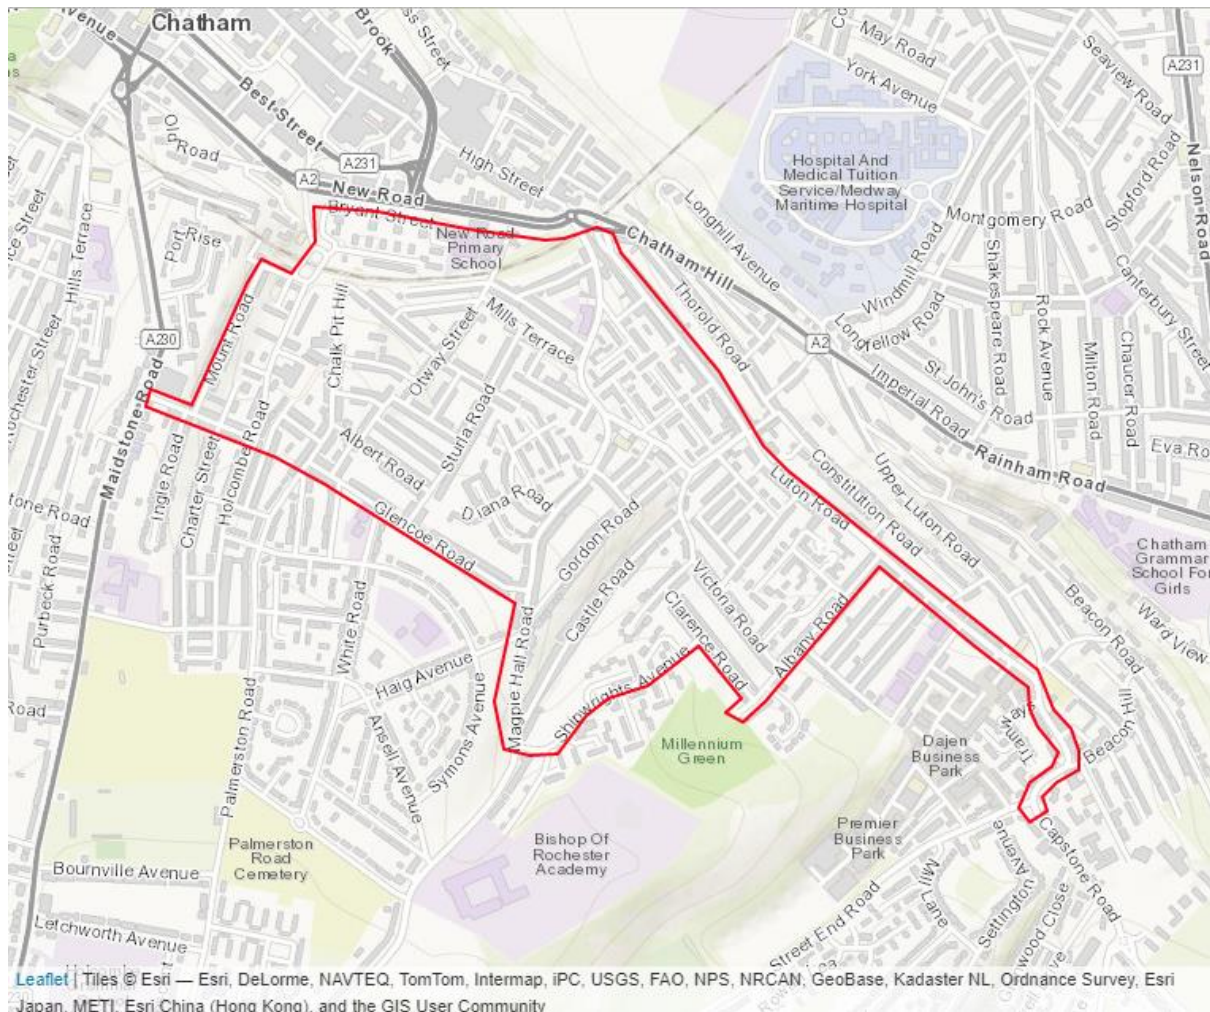 Chatham
Avenue
Brook
Street
May Road
Seaview Road
A231
York Avenue
Best Street
Old Road
A231
High Street
Hospital And
Medical Tuition
Service/Medway
Maritime Hospital
Stopford Road
Nelson Road
A2
New Road
Bryant Street
New Road
Primary
School
Longhill Avenue
Montgomery Road
Hills Terrace
Port Rise
Chatham Hill
Windmill Road
Shakespeare Road
Canterbury Street
Mount Road
Chalk Pit Hill
Otway Street
Mills Terrace
Thorold Road
Longfellow Road
Rock Avenue
Milton Road
Chaucer Road
A230
A2
Rochester Street
St. John's Road
Imperial Road
Maidstone Road
Albert Road
Sturla Road
Eva Ro
Rainham Road
Ingle Road
Charter Street
Holcombe Road
Diana Road
Luton Road
Constitution Road
Upper Luton Road
tone Road
Glencoe Road
Gordon Road
Chatham
Grammar
School For
Girls
Purbeck Road
Castle Road
Victoria Road
Clarence Road
Albany Road
Beacon Road
Ward View
White Road
Haig Avenue
Magpie Hall Road
Shipwrights Avenue
Road
Palmerston Road
Ansell Avenue
Symons Avenue
Millennium
Green
Dajen
Business
Park
Tramways
Beacon Hill
Palmerston
Road
Cemetery
Bishop Of
Rochester
Academy
Premier
Business
Park
Capstone Road
Bournville Avenue
Mill Lane
Settington Avenue
Letchworth Avenue
Street End Road
wood Close
Leaflet | Tiles © Esri — Esri, DeLorme, NAVTEQ, TomTom, Intermap, iPC, USGS, FAO, NPS, NRCAN, GeoBase, Kadaster NL, Ordnance Survey, Esri
Japan, METI, Esri China (Hong Kong), and the GIS User Community